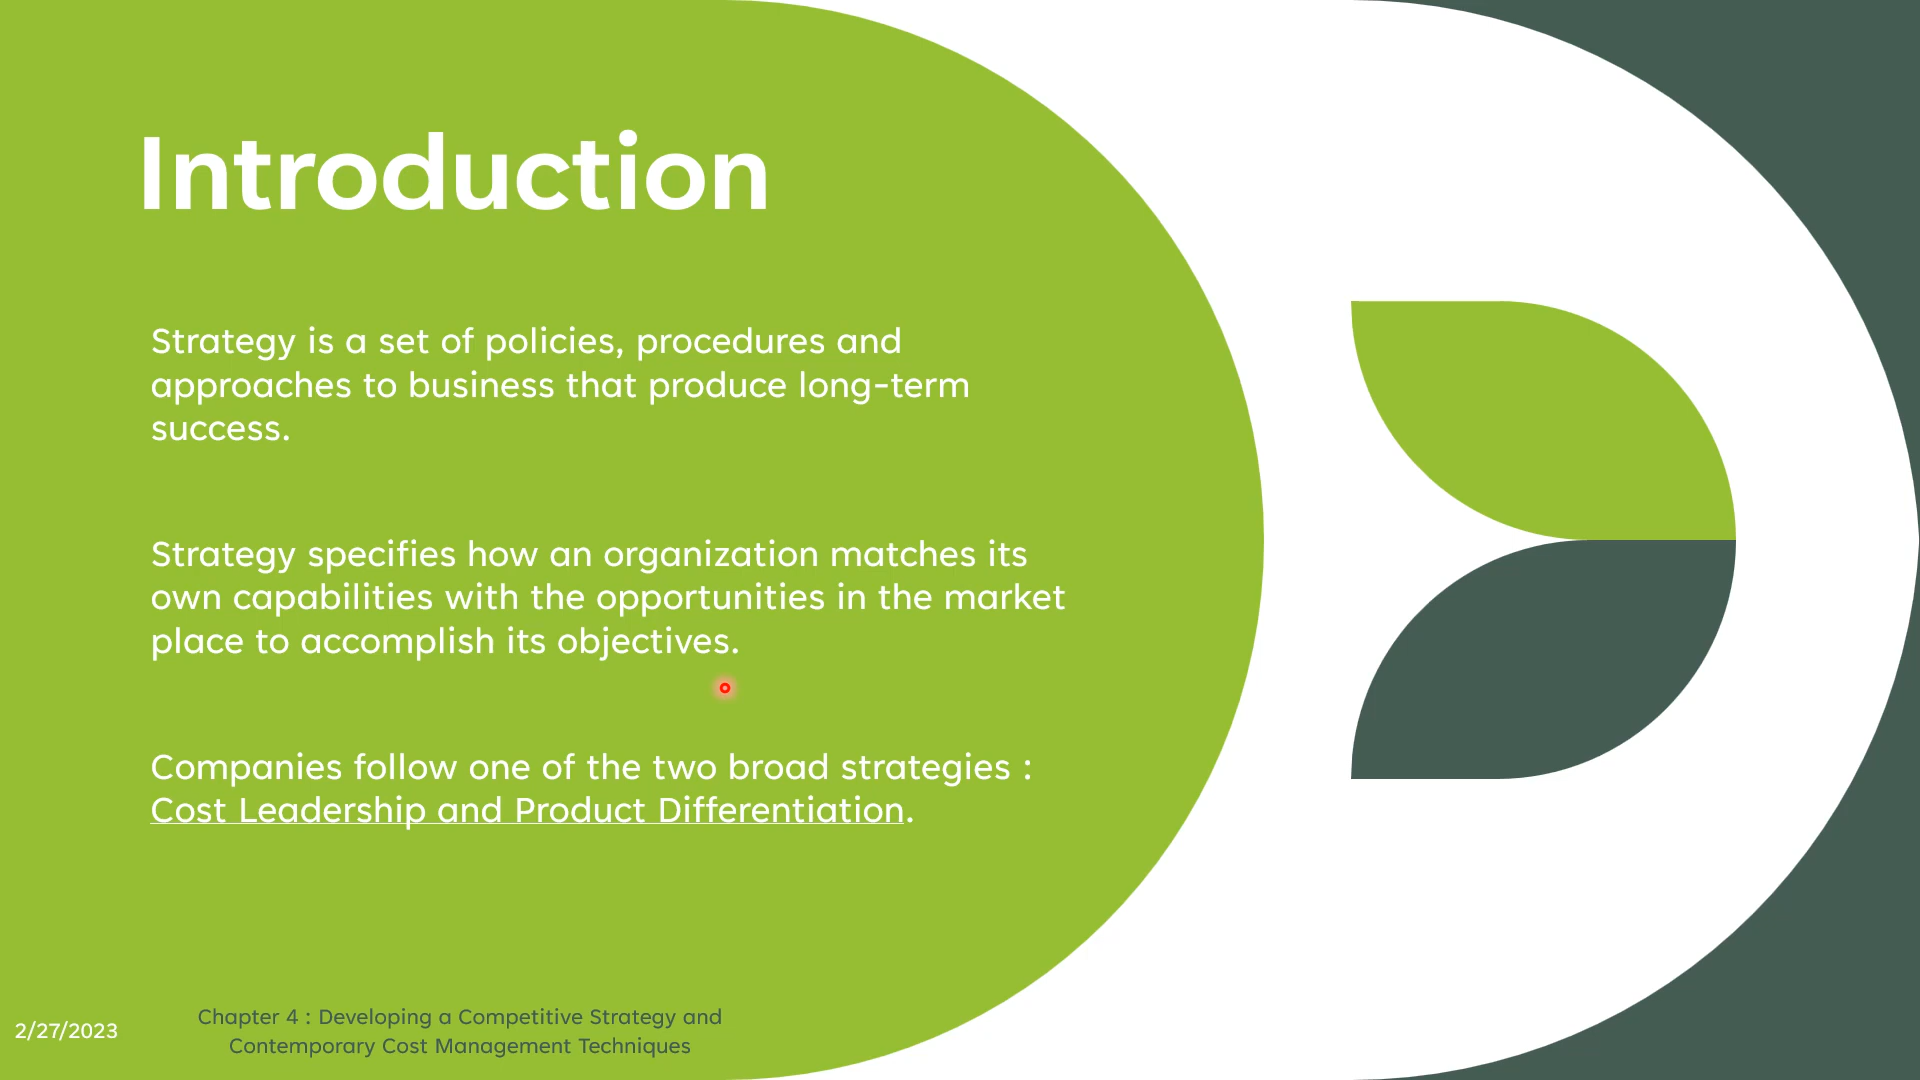 Introduction
Strategy is a set of policies, procedures and
approaches to business that produce long-term
success.
Strategy specifies how an organization matches its
own capabilities with the opportunities in the market
place to accomplish its objectives.
Companies follow one of the two broad strategies :
Cost Leadership and Product Differentiation.
2/27/2023
Chapter 4 : Developing a Competitive Strategy and
Contemporary Cost Management Techniques